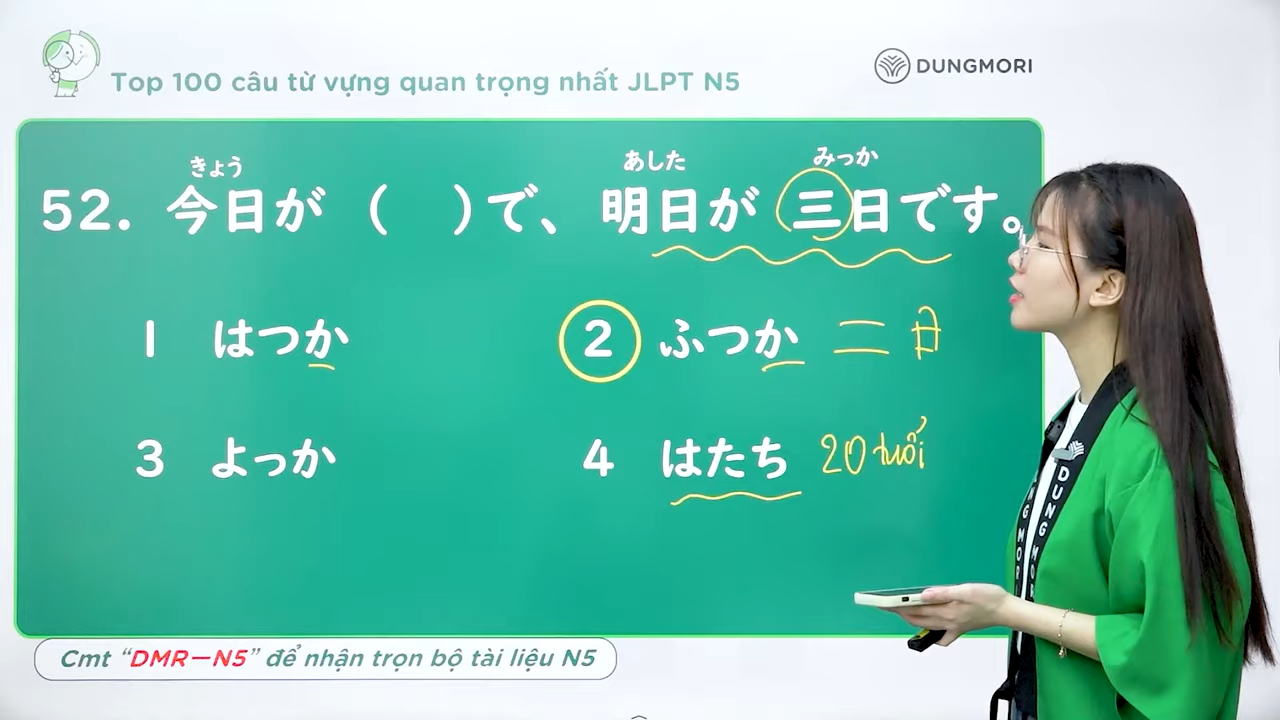 Top 100 câu từ vựng quan trọng nhất JLPT N5
DUNGMORI
きょう あした みっか
52. 今日が ( )で、 明日が 三日です。
1 はつか 2 ふつか 二日
3 よっか 4 はたち 20 tuổi
DUNG
NG MORI
Cmt “DMR－N5” để nhận trọn bộ tài liệu N5